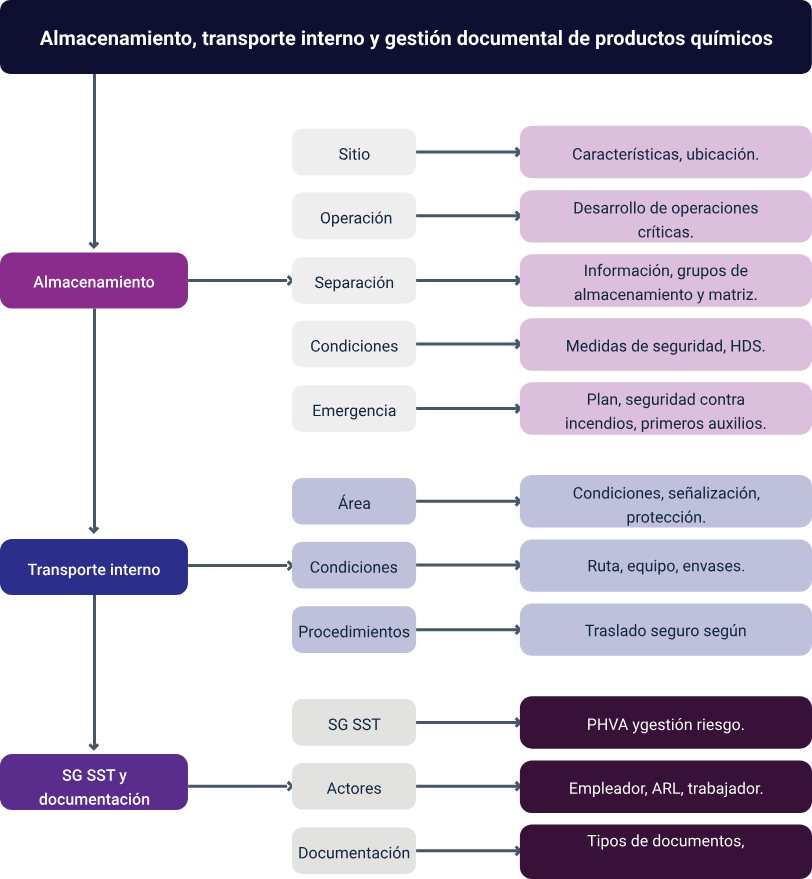 Almacenamiento, transporte interno y gestión documental de productos químicos
Sitio
Características, ubicación.
Operación
Desarrollo de operaciones
críticas.
Almacenamiento
Separación
Información, grupos de
almacenamiento y matriz.
Condiciones
Medidas de seguridad, HDS.
Emergencia
Plan, seguridad contra
incendios, primeros auxilios.
Área
Condiciones, señalización,
protección.
Transporte interno
Condiciones
Ruta, equipo, envases.
Procedimientos
Traslado seguro según
SG SST
PHVA ygestión riesgo.
SG SST y
documentación
Actores
Empleador, ARL, trabajador.
Documentación
Tipos de documentos,